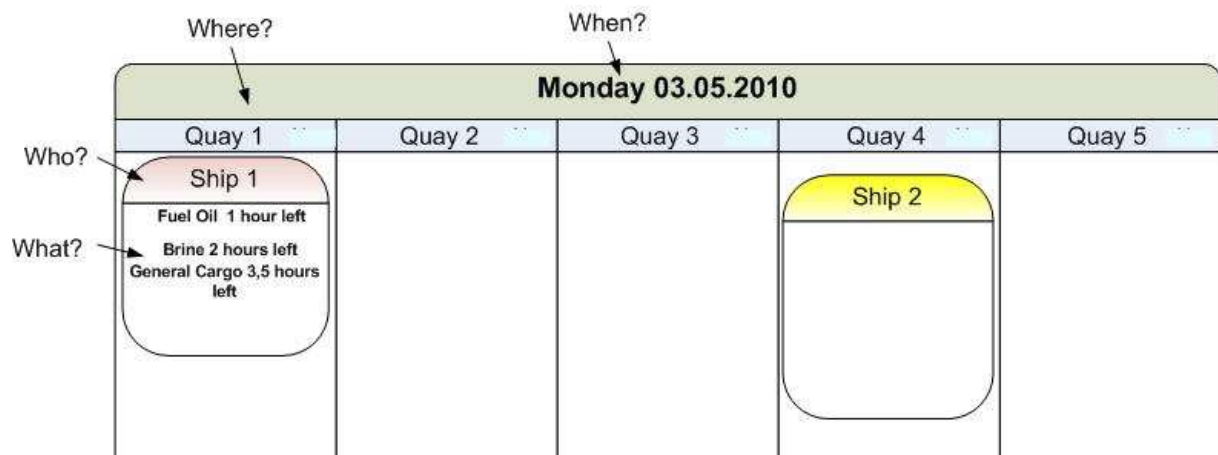 Where?
When?
Monday 03.05.2010
Quay 1
Quay 2
Quay 3
Quay 4
Quay 5
Who?
Ship 1
Ship 2
What?
Fuel Oil 1 hour left
Brine 2 hours left
General Cargo 3,5 hours
left